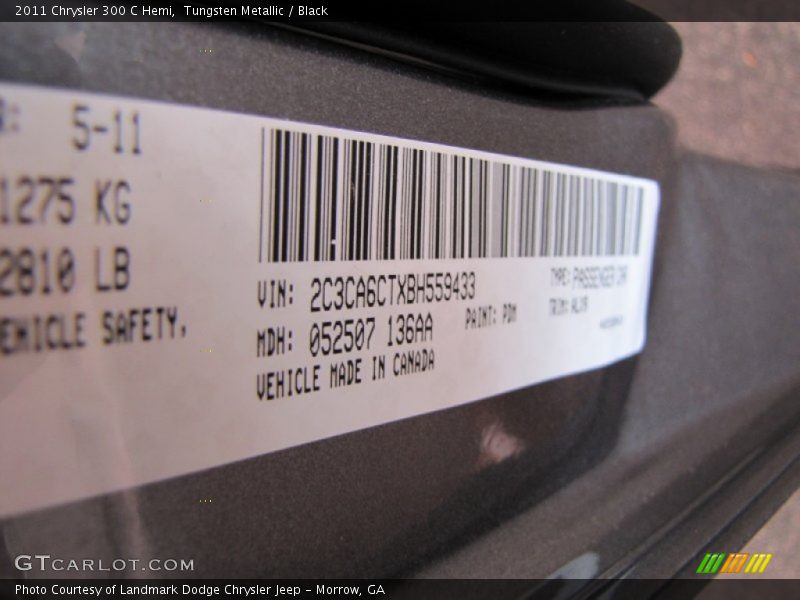 2011 Chrysler 300 C Hemi, Tungsten Metallic / Black
5-11
1275 KG
2810 LB
VEHICLE SAFETY,
VIN: 2C3CA6CTXBH559433
MDH: 052507 136AA
VEHICLE MADE IN CANADA
PAINT: PDM
TYPE: PASSENGER CAR
TRIM:
GTCARLOT.COM
Photo Courtesy of Landmark Dodge Chrysler Jeep - Morrow, GA